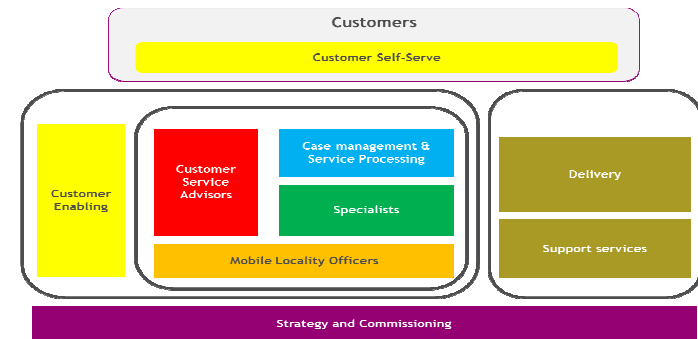 Customers
Customer Self-Serve
Customer
Enabling
Customer
Service
Advisors
Case management &
Service Processing
Specialists
Mobile Locality Officers
Delivery
Support services
Strategy and Commissioning